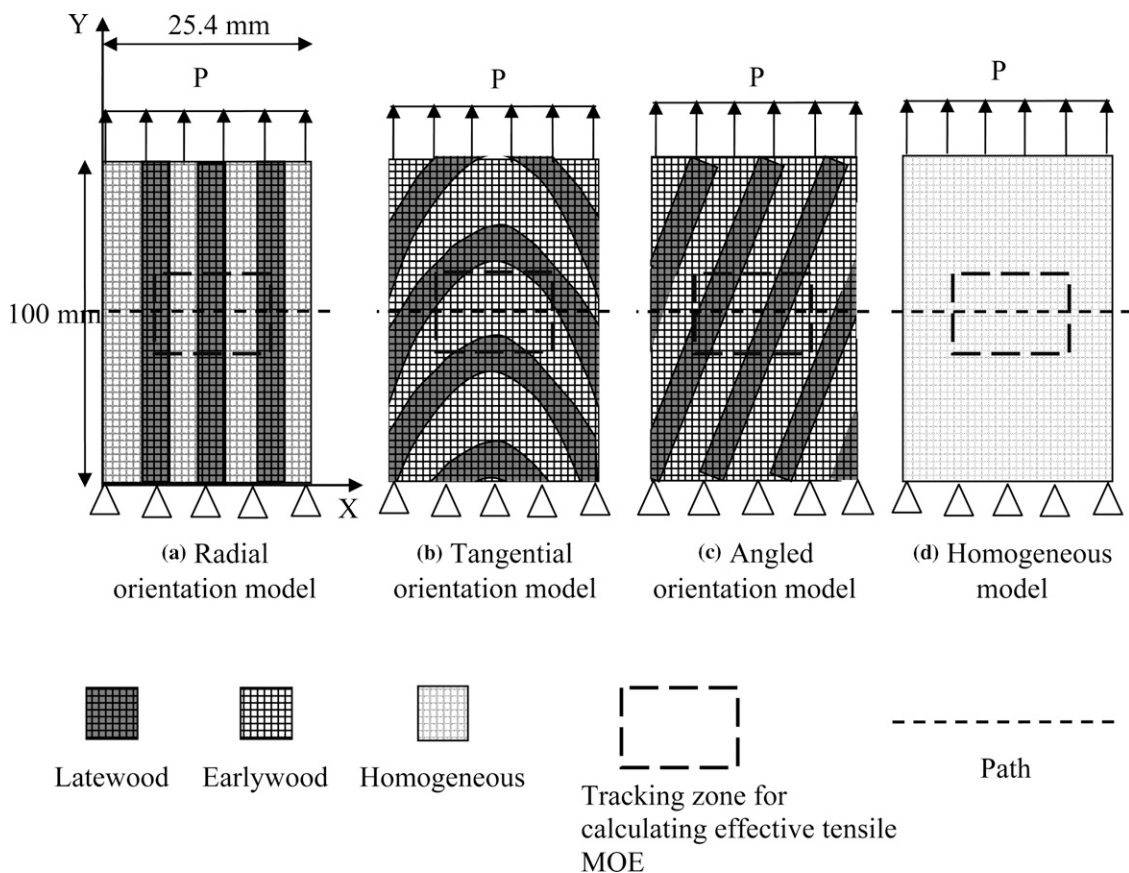 Y
25.4 mm
P
P
P
P
100 mm
X
(a) Radial
orientation model
(b) Tangential
orientation model
(c) Angled
orientation model
(d) Homogeneous
model
Latewood
Earlywood
Homogeneous
Tracking zone for
calculating effective tensile
MOE
Path